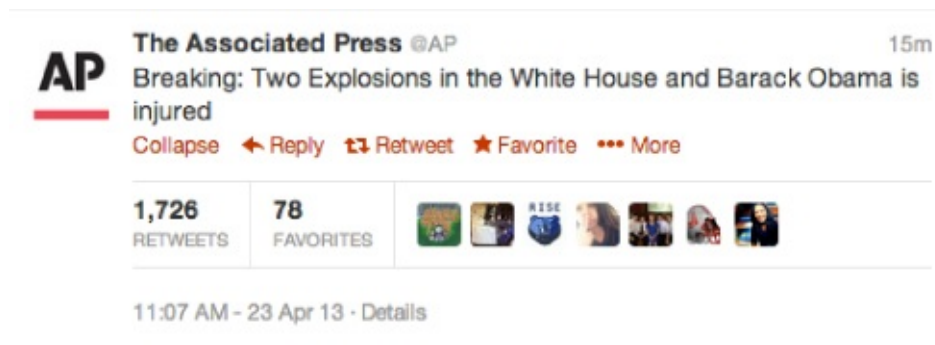 AP
The Associated Press @AP 15m
Breaking: Two Explosions in the White House and Barack Obama is
injured
Collapse Reply Retweet Favorite More
1,726 78
RETWEETS FAVORITES
RISE
11:07 AM - 23 Apr 13 · Details